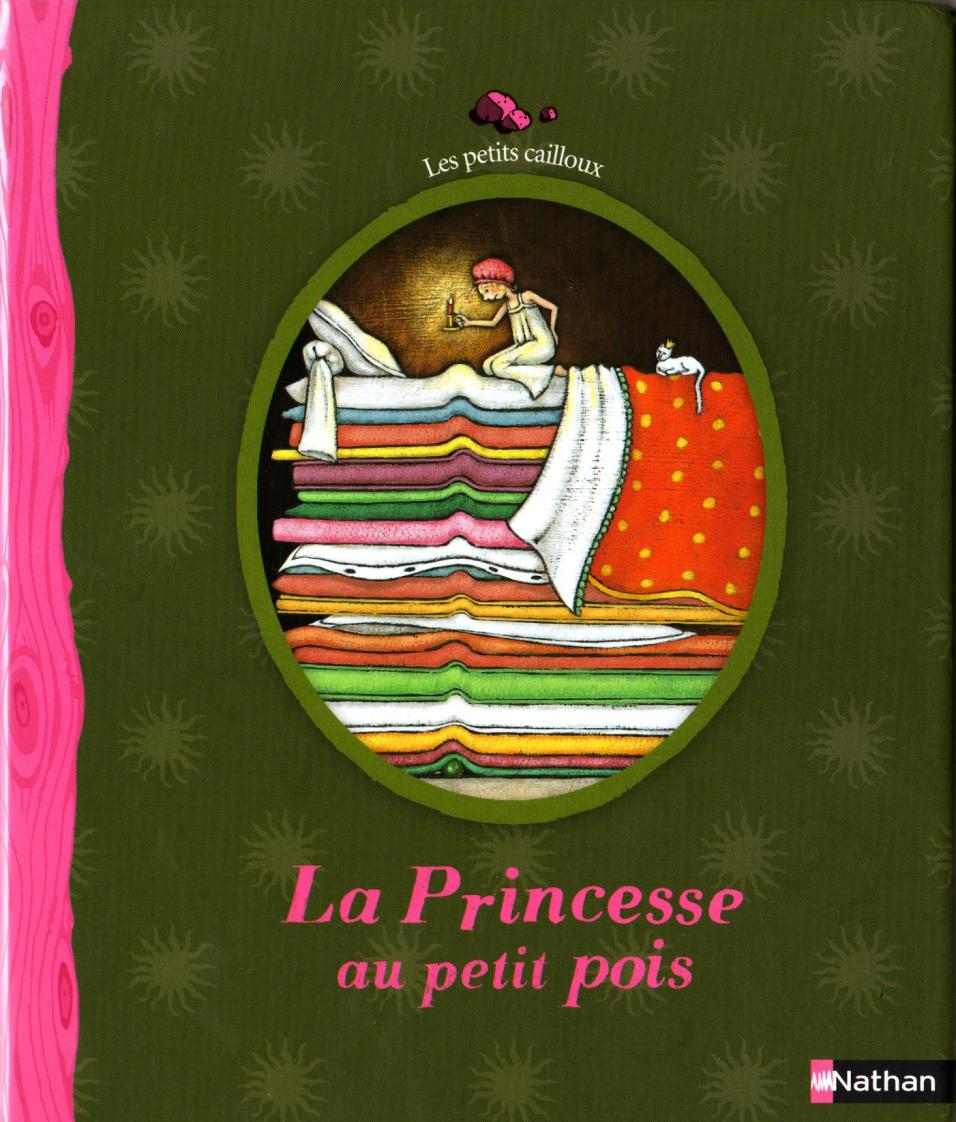 Les petits cailloux
La Princesse
au petit pois
Nathan